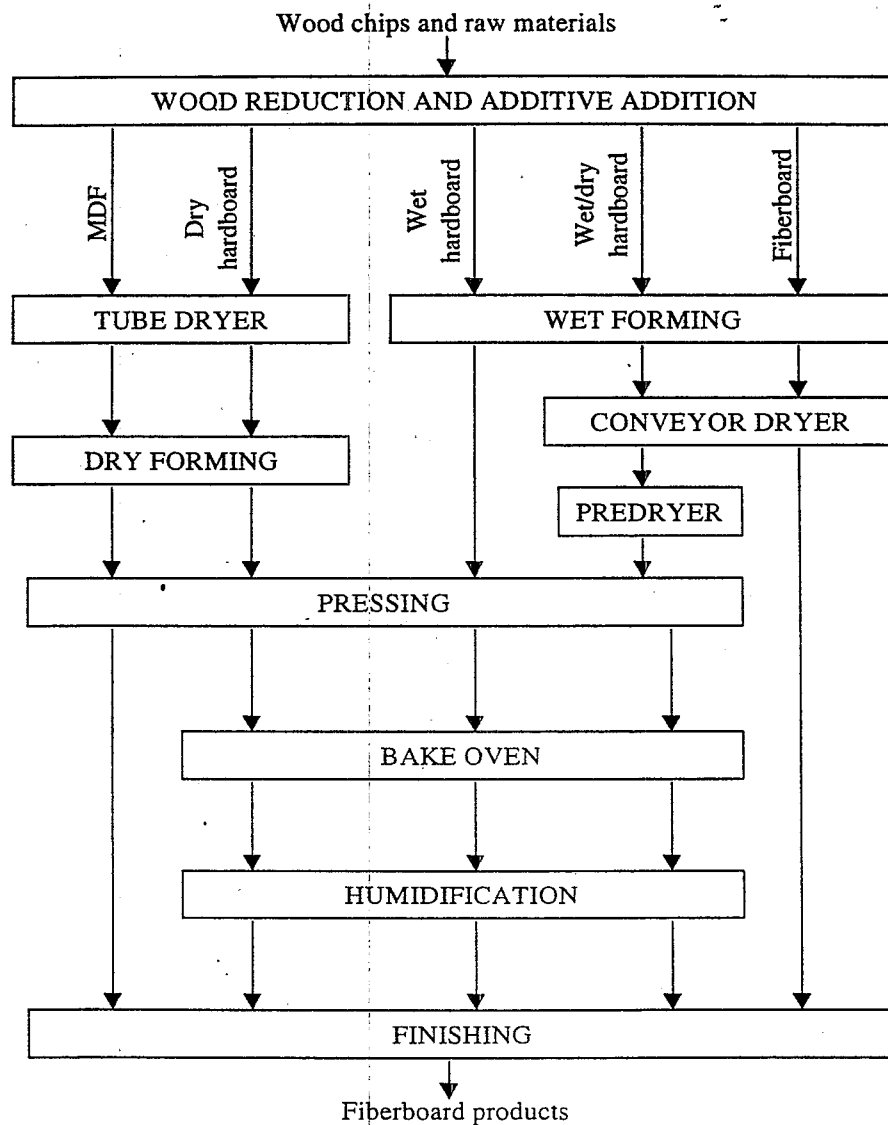 Wood chips and raw materials
WOOD REDUCTION AND ADDITIVE ADDITION
MDF
Dry
hardboard
Wet
hardboard
Wet/dry
hardboard
Fiberboard
TUBE DRYER
WET FORMING
CONVEYOR DRYER
DRY FORMING
PREDRYER
PRESSING
BAKE OVEN
HUMIDIFICATION
FINISHING
Fiberboard products